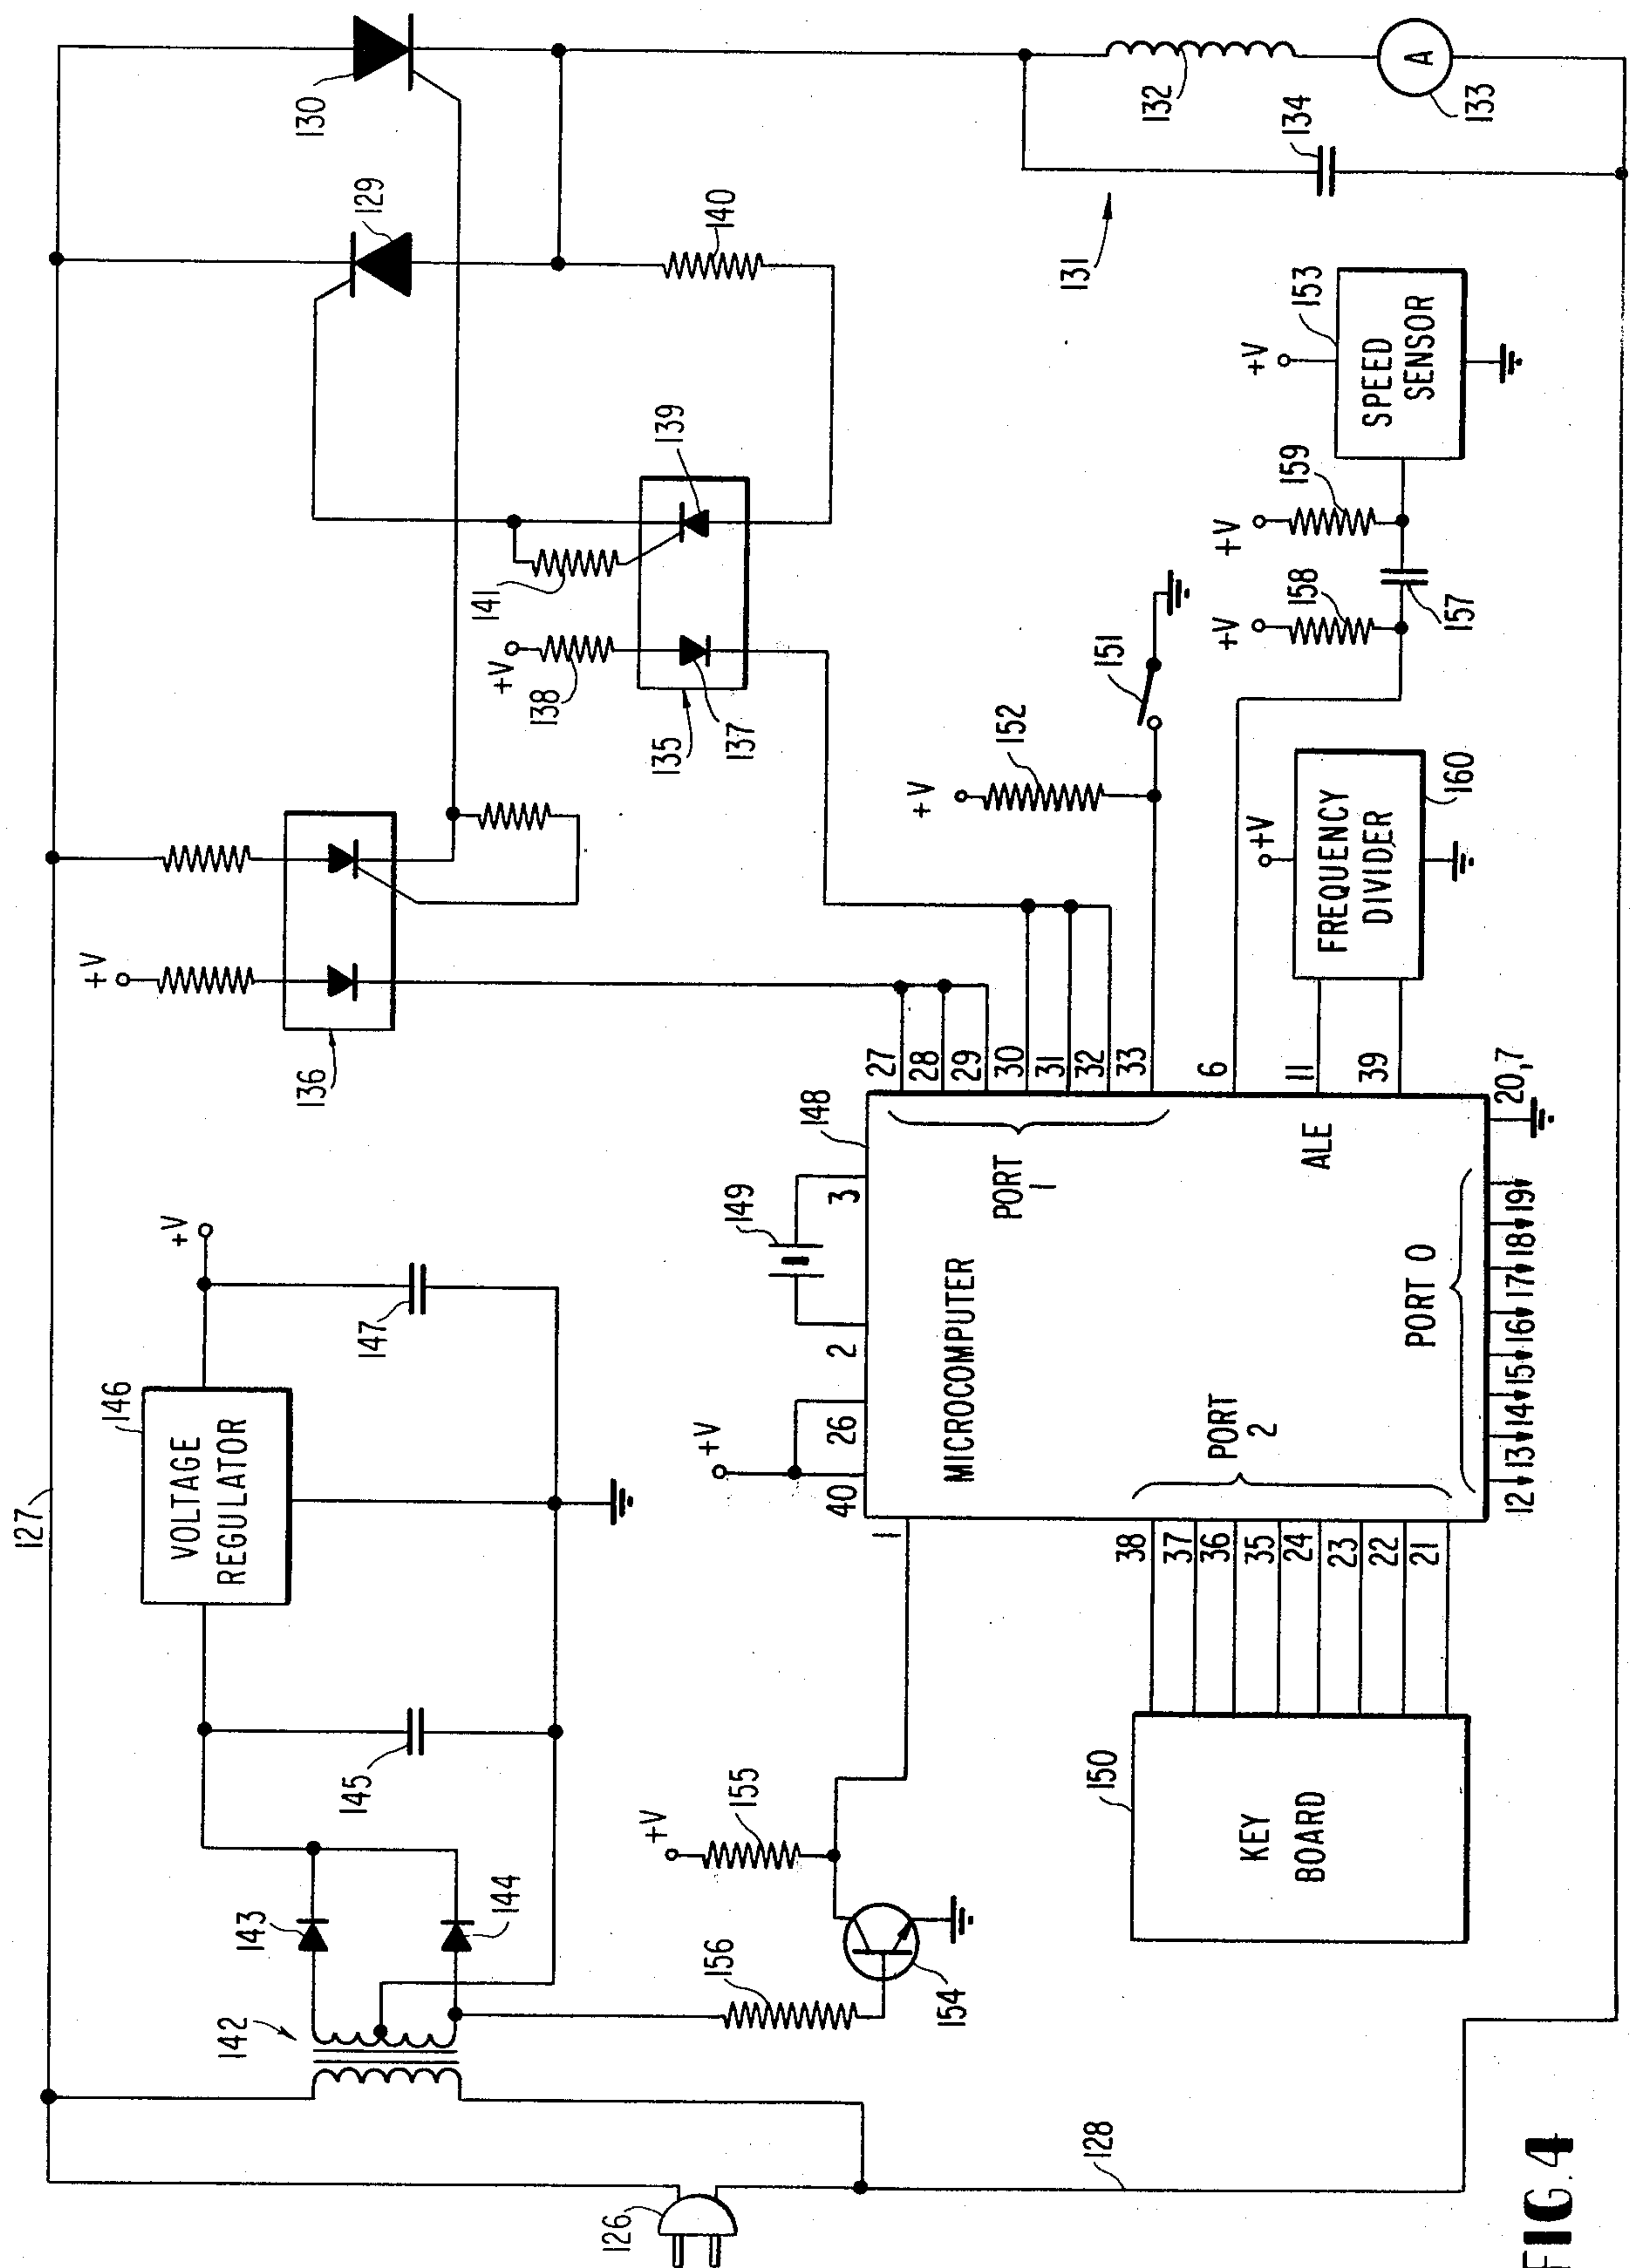 127
130
129
+V
136
+V
146
VOLTAGE
REGULATOR
147
145
143
144
142
141
139
140
+V
138
135
137
132
A
133
134
131
+V
153
SPEED
SENSOR
159
+V
158
+V
157
151
152
+V
+V
FREQUENCY
DIVIDER
160
148
149
+V
155
+V
156
154
126
128
40
26
2
3
1
MICROCOMPUTER
PORT
1
27
28
29
30
31
32
33
6
ALE
11
39
20,7
PORT
2
38
37
36
35
24
23
22
21
PORT 0
12
13
14
15
16
17
18
19
150
KEY
BOARD
FIG.4